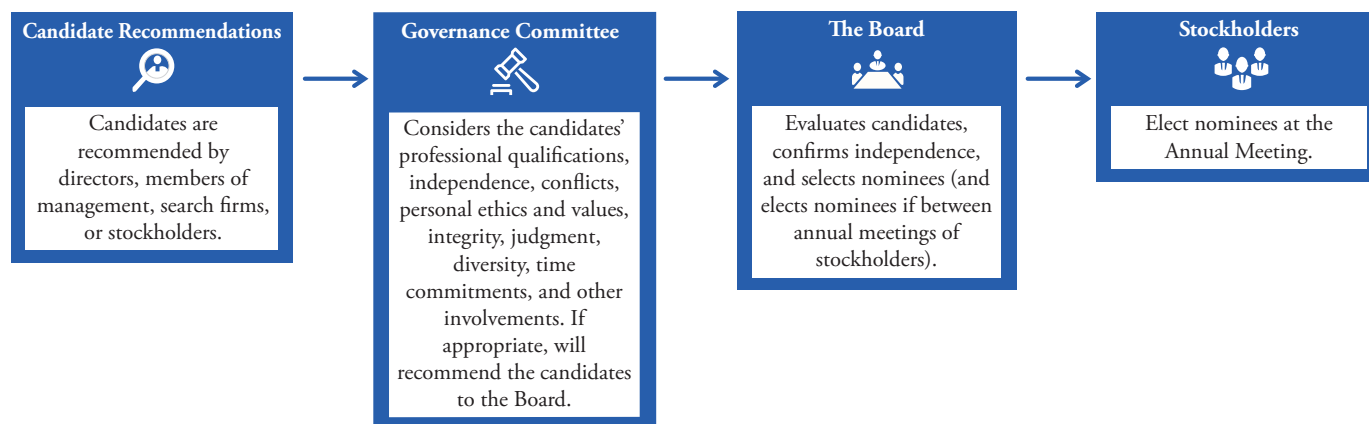 Candidate Recommendations
Candidates are
recommended by
directors, members of
management, search firms,
or stockholders.
Governance Committee
Considers the candidates’
professional qualifications,
independence, conflicts,
personal ethics and values,
integrity, judgment,
diversity, time
commitments, and other
involvements. If
appropriate, will
recommend the candidates
to the Board.
The Board
Evaluates candidates,
confirms independence,
and selects nominees (and
elects nominees if between
annual meetings of
stockholders).
Stockholders
Elect nominees at the
Annual Meeting.